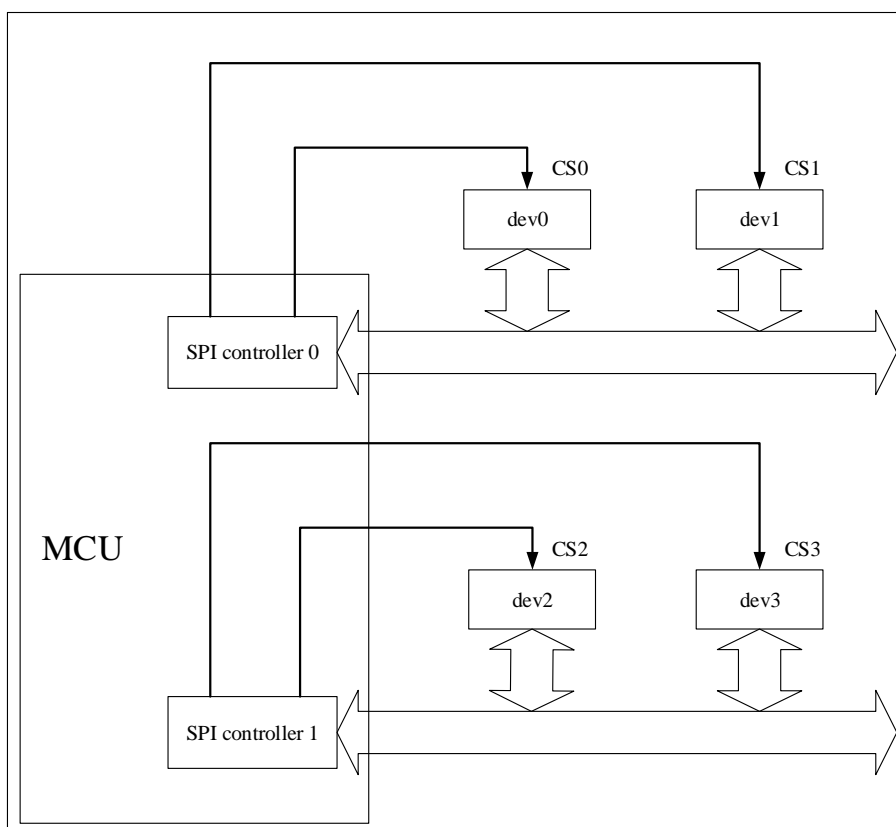 CS0
CS1
dev0
dev1
SPI controller 0
MCU
CS2
CS3
dev2
dev3
SPI controller 1